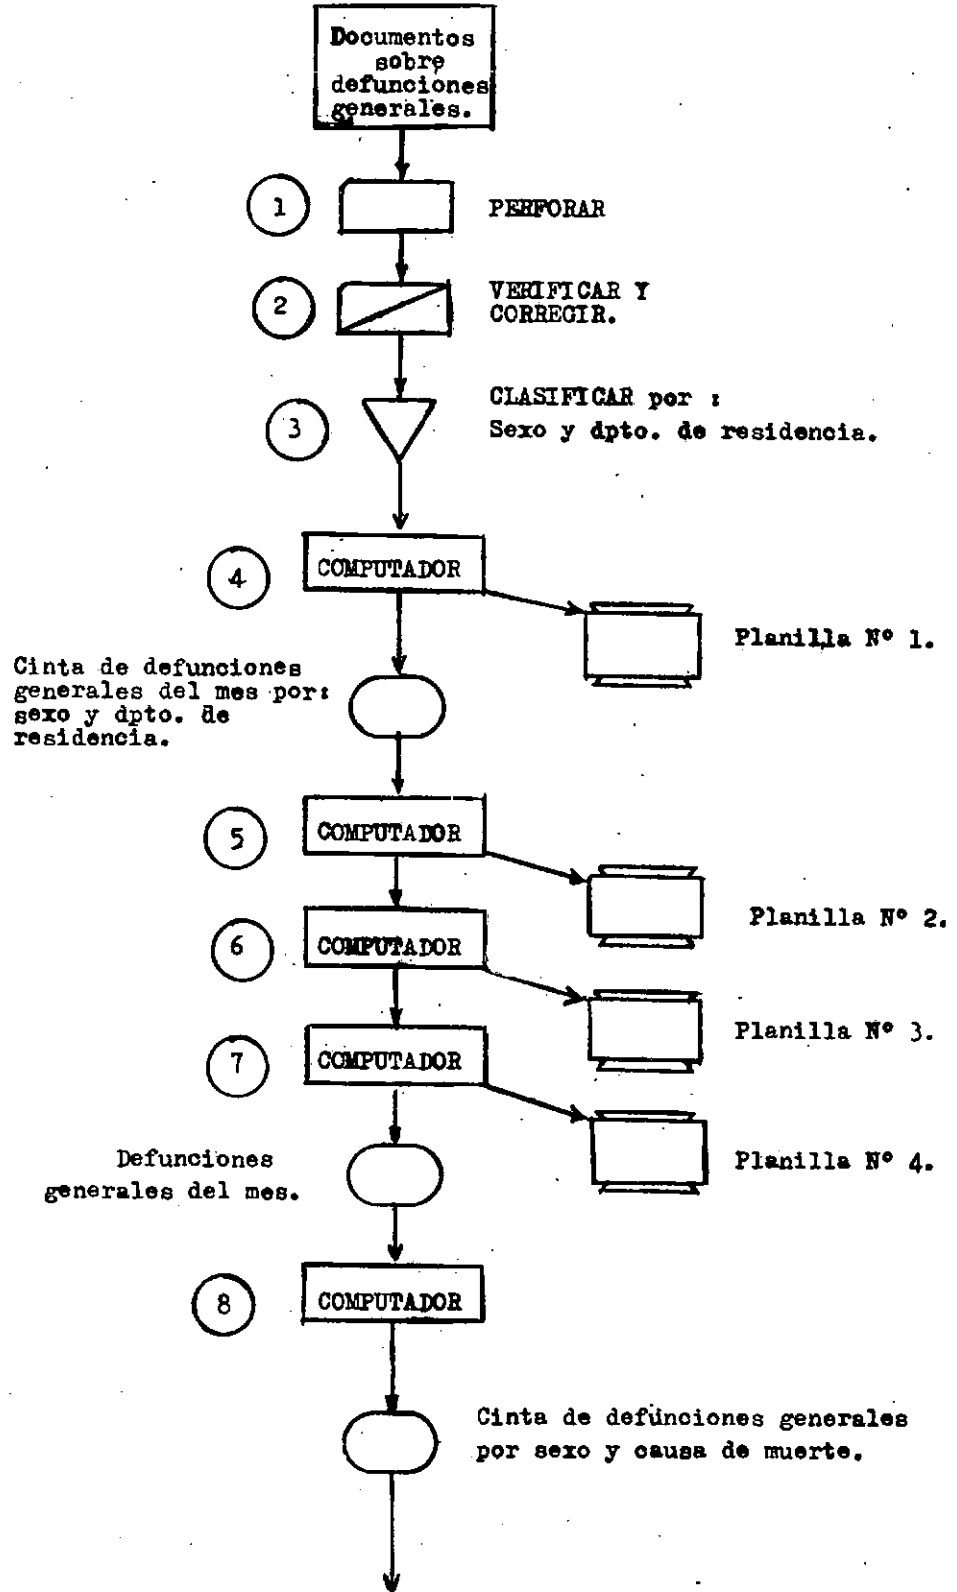 Documentos
sobre
defunciones
generales.
1
PERFORAR
2
VERIFICAR Y
CORREGIR.
3
CLASIFICAR por :
Sexo y dpto. de residencia.
4
COMPUTADOR
Planilla Nº 1.
Cinta de defunciones
generales del mes por:
sexo y dpto. de
residencia.
5
COMPUTADOR
Planilla Nº 2.
6
COMPUTADOR
Planilla Nº 3.
7
COMPUTADOR
Planilla Nº 4.
Defunciones
generales del mes.
8
COMPUTADOR
Cinta de defunciones generales
por sexo y causa de muerte.